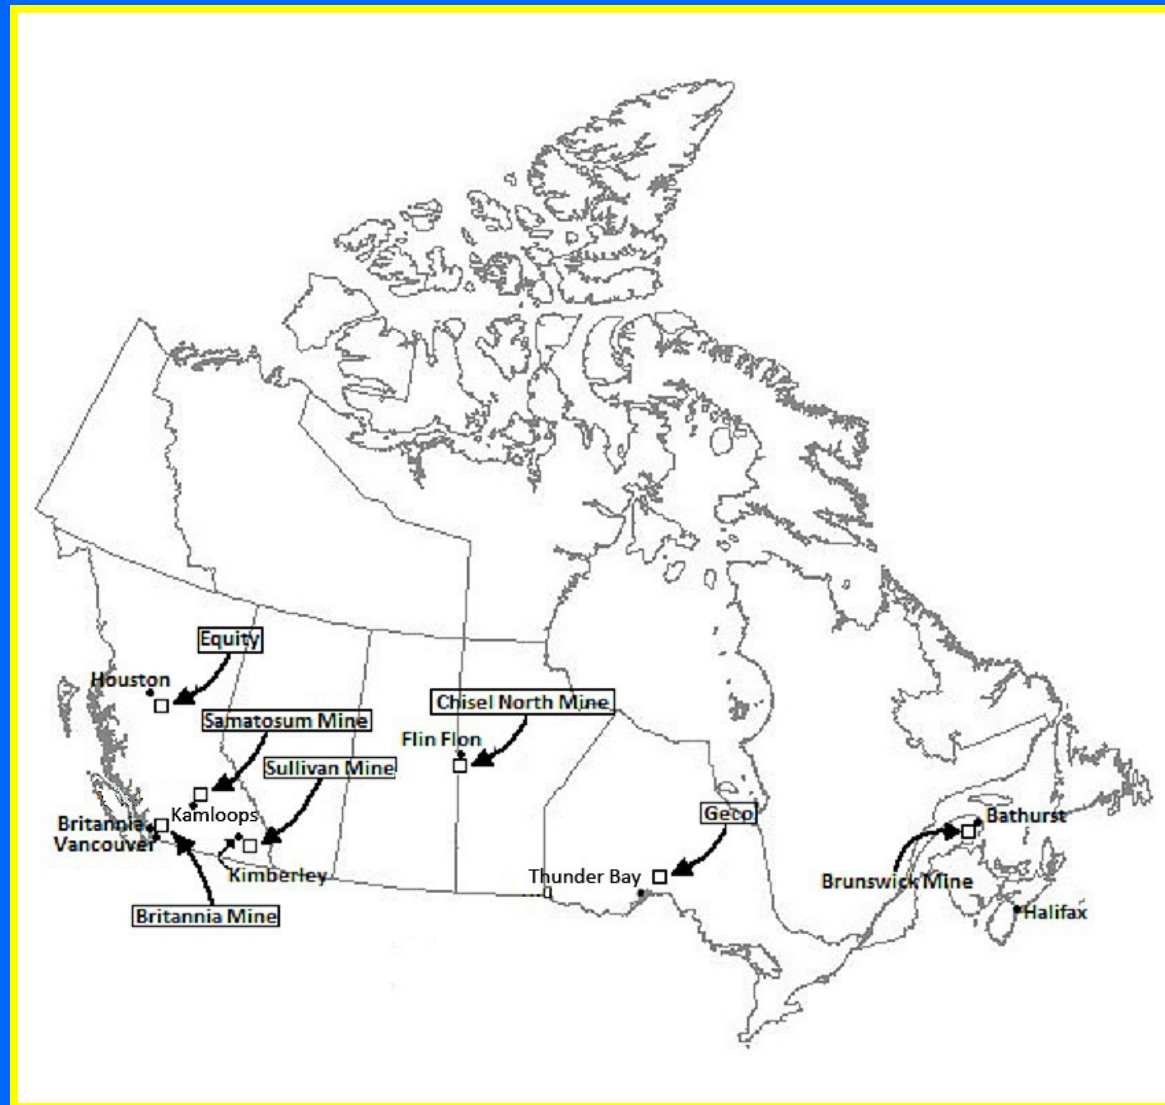 Equity
Houston
Samatosum Mine
Chisel North Mine
Flin Flon
Sullivan Mine
Kamloops
Britannia
Vancouver
Geco
Bathurst
Kimberley
Thunder Bay
Brunswick Mine
Britannia Mine
Halifax